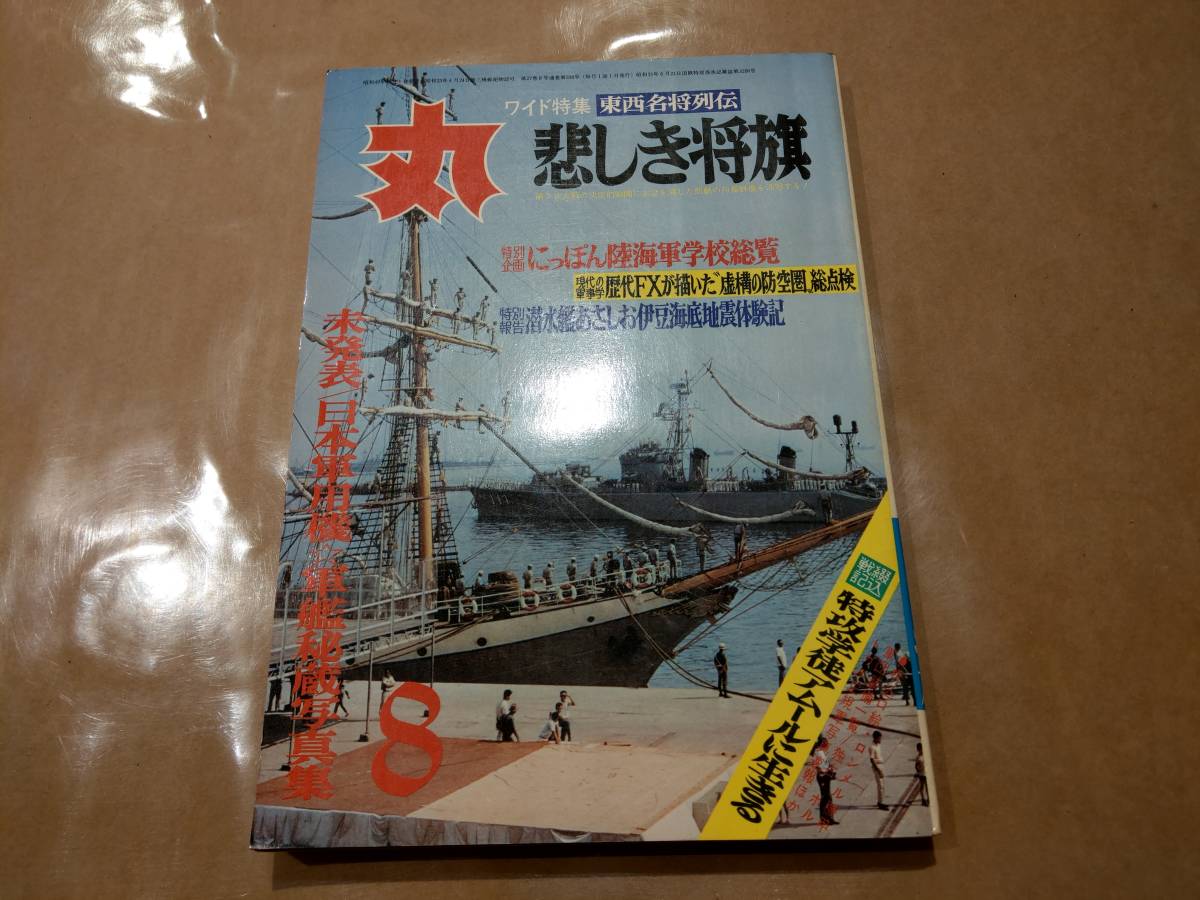 丸
ワイド特集 東西名将列伝
悲しき将旗
特別企画 にっぽん陸海軍学校総覧
現代の軍事学 歴代FXが描いた〝虚構の防空圏〟総点検
特別報告 潜水艦あさしお伊豆海底地震体験記
未発表/日本軍用機 軍艦秘蔵写真集
8
綴込戦記
特攻学徒アムールに生きる